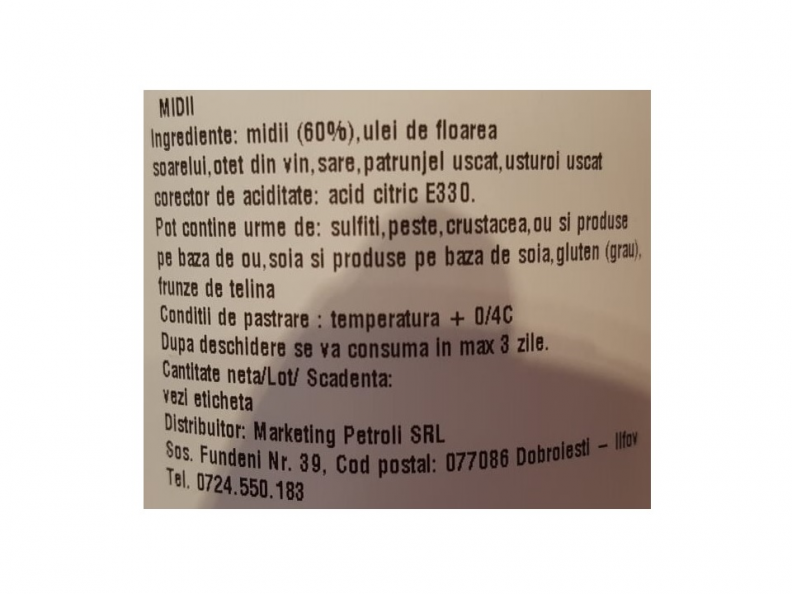 MIDII
Ingrediente: midii (60%),ulei de floarea
soarelui,otet din vin,sare,patrunjel uscat,usturoi uscat
corector de aciditate: acid citric E330.
Pot contine urme de: sulfiti,peste,crustacea,ou si produse
pe baza de ou,soia si produse pe baza de soia,gluten (grau),
frunze de telina
Conditii de pastrare : temperatura + 0/4C
Dupa deschidere se va consuma in max 3 zile.
Cantitate neta/Lot/ Scadenta:
vezi eticheta
Distribuitor: Marketing Petroli SRL
Sos. Fundeni Nr. 39, Cod postal: 077086 Dobroiesti – Ilfov
Tel. 0724.550.183